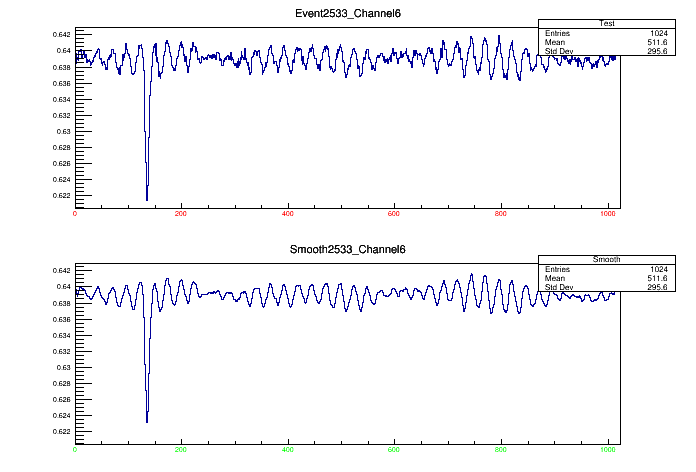 Event2533_Channel6
Test
Entries 1024
Mean 511.6
Std Dev 295.6
0.642
0.64
0.638
0.636
0.634
0.632
0.63
0.628
0.626
0.624
0.622
0 200 400 600 800 1000
Smooth2533_Channel6
Smooth
Entries 1024
Mean 511.6
Std Dev 295.6
0.642
0.64
0.638
0.636
0.634
0.632
0.63
0.628
0.626
0.624
0.622
0 200 400 600 800 1000